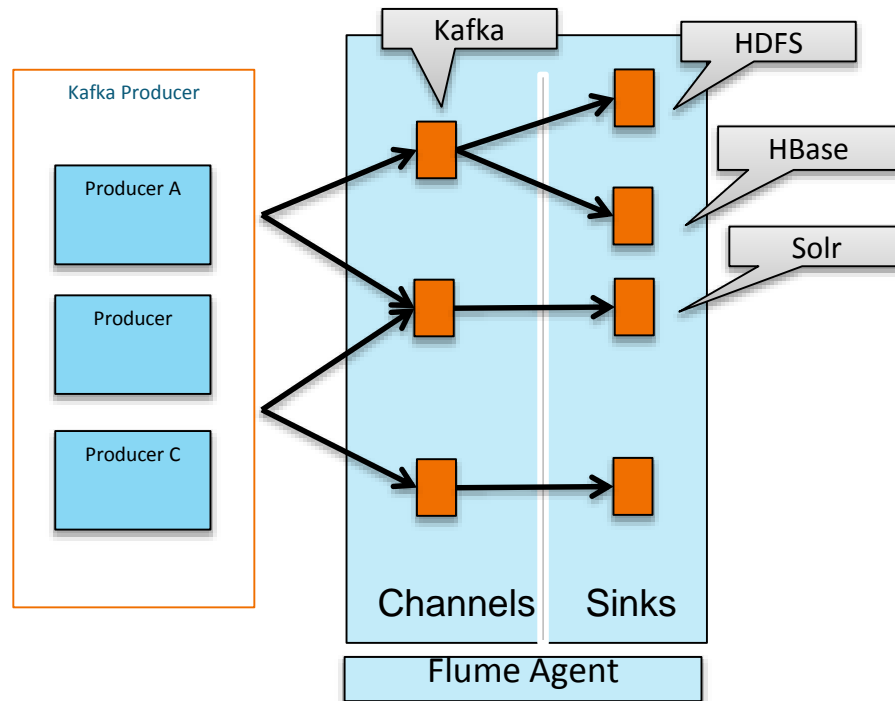 Kafka
HDFS
Kafka Producer
HBase
Producer A
Solr
Producer
Producer C
Channels
Sinks
Flume Agent